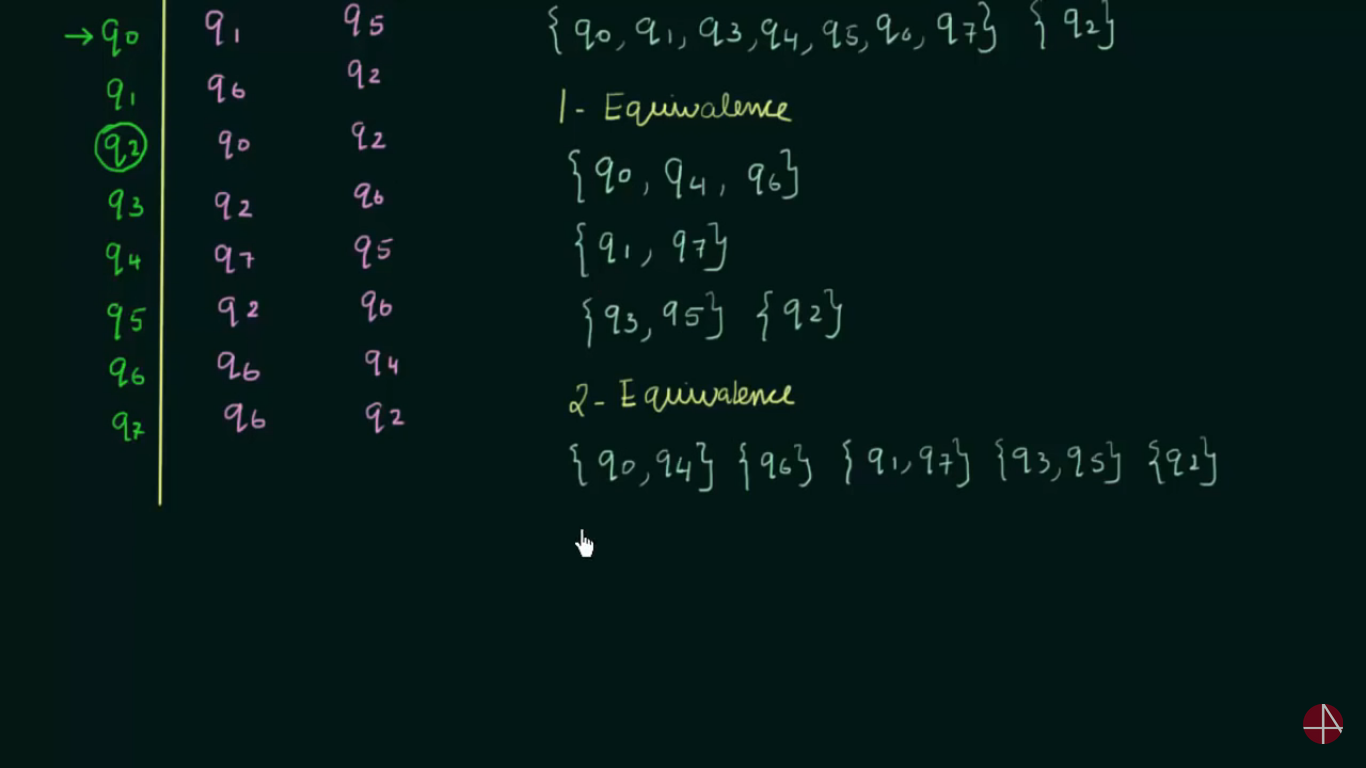 → q0 q1 q5
q1 q6 q2
q2 q0 q2
q3 q2 q6
q4 q7 q5
q5 q2 q6
q6 q6 q4
q7 q6 q2
{ q0, q1, q3, q4, q5, q6, q7} { q2}
1- Equivalence
{ q0, q4, q6}
{ q1, q7}
{ q3, q5} { q2}
2- Equivalence
{ q0, q4} { q6} { q1, q7} { q3, q5} { q2}